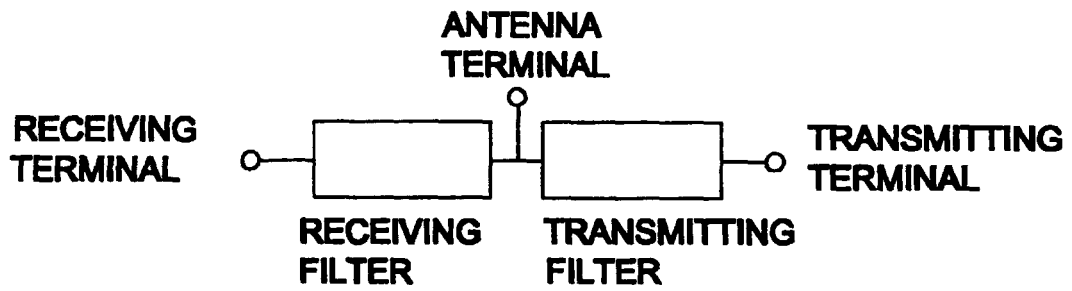 ANTENNA
TERMINAL
RECEIVING
TERMINAL
TRANSMITTING
TERMINAL
RECEIVING
FILTER
TRANSMITTING
FILTER